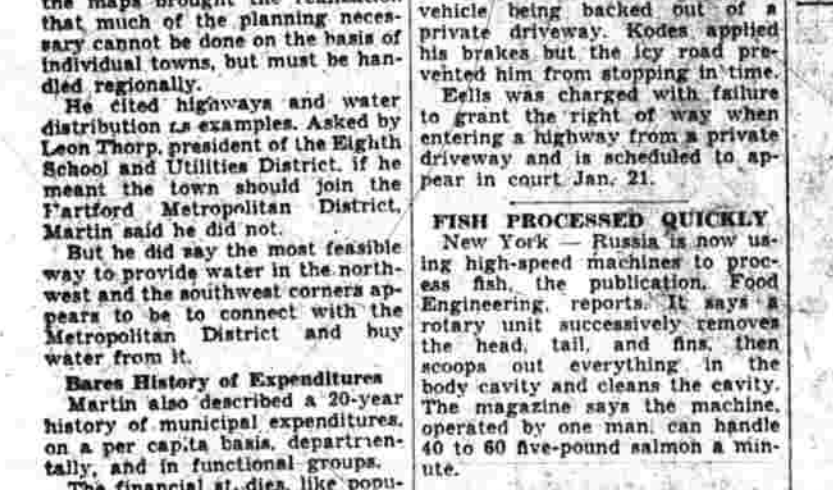 the maps brought the realization
that much of the planning neces-
sary cannot be done on the basis of
individual towns, but must be han-
dled regionally.
He cited highways and water
distribution as examples. Asked by
Leon Thorp, president of the Eighth
School and Utilities District, if he
meant the town should join the
Hartford Metropolitan District,
Martin said he did not.
But he did say the most feasible
way to provide water in the north-
west and the southwest corners ap-
pears to be to connect with the
Metropolitan District and buy
water from it.
Bares History of Expenditures
Martin also described a 20-year
history of municipal expenditures,
on a per capita basis, departmen-
tally, and in functional groups.
The financial studies, like popu-
vehicle being backed out of a
private driveway. Kodes applied
his brakes but the icy road pre-
vented him from stopping in time.
Eells was charged with failure
to grant the right of way when
entering a highway from a private
driveway and is scheduled to ap-
pear in court Jan. 21.
FISH PROCESSED QUICKLY
New York — Russia is now us-
ing high-speed machines to proc-
ess fish, the publication, Food
Engineering, reports. It says a
rotary unit successively removes
the head, tail, and fins, then
scoops out everything in the
body cavity and cleans the cavity.
The magazine says the machine,
operated by one man, can handle
40 to 60 five-pound salmon a min-
ute.